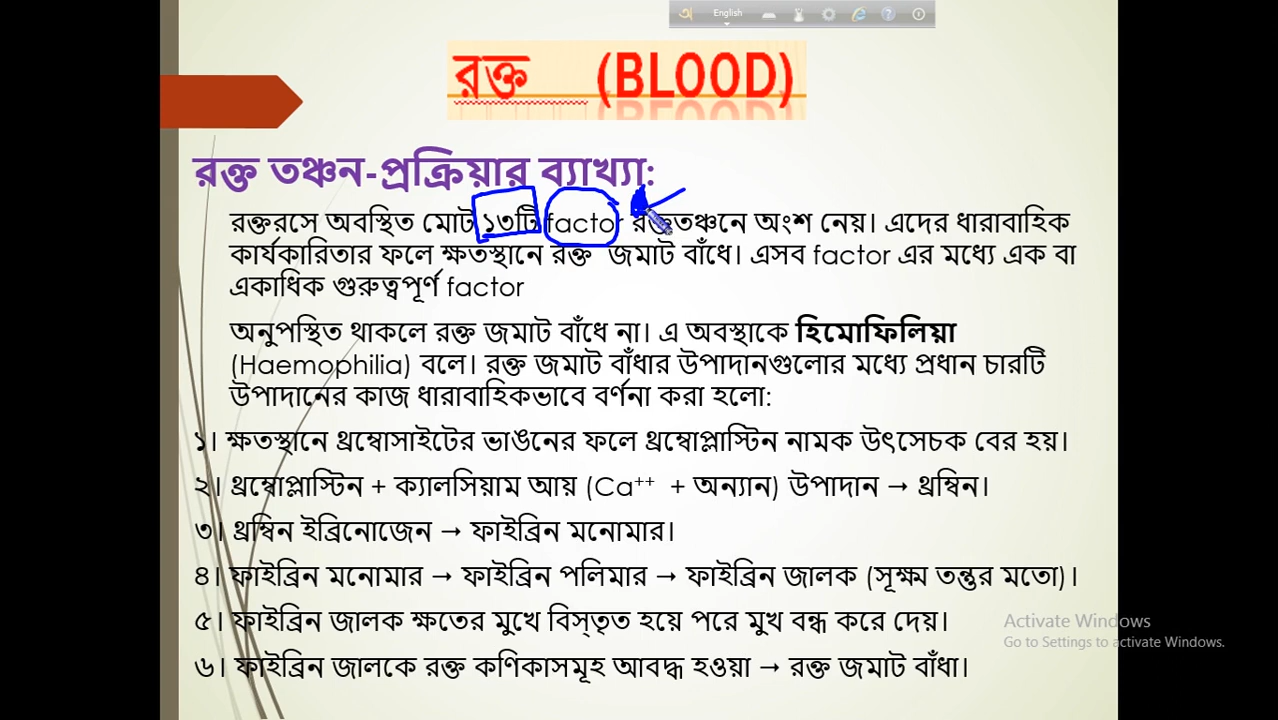 English
রক্ত (BLOOD)
রক্ত তঞ্চন-প্রক্রিয়ার ব্যাখ্যা:
রক্তরসে অবস্থিত মোট ১৩টি factor রক্ততঞ্চনে অংশ নেয়। এদের ধারাবাহিক
কার্যকারিতার ফলে ক্ষতস্থানে রক্ত জমাট বাঁধে। এসব factor এর মধ্যে এক বা
একাধিক গুরুত্বপূর্ণ factor
অনুপস্থিত থাকলে রক্ত জমাট বাঁধে না। এ অবস্থাকে হিমোফিলিয়া
(Haemophilia) বলে। রক্ত জমাট বাঁধার উপাদানগুলোর মধ্যে প্রধান চারটি
উপাদানের কাজ ধারাবাহিকভাবে বর্ণনা করা হলো:
১। ক্ষতস্থানে থ্রম্বোসাইটের ভাঙনের ফলে থ্রম্বোপ্লাস্টিন নামক উৎসেচক বের হয়।
২। থ্রম্বোপ্লাস্টিন + ক্যালসিয়াম আয় (Ca⁺⁺ + অন্যান) উপাদান → থ্রম্বিন।
৩। থ্রম্বিন ইব্রিনোজেন → ফাইব্রিন মনোমার।
৪। ফাইব্রিন মনোমার → ফাইব্রিন পলিমার → ফাইব্রিন জালক (সূক্ষ্ম তন্তুর মতো)।
৫। ফাইব্রিন জালক ক্ষতের মুখে বিস্তৃত হয়ে পরে মুখ বন্ধ করে দেয়।
৬। ফাইব্রিন জালকে রক্ত কণিকাসমূহ আবদ্ধ হওয়া → রক্ত জমাট বাঁধা।
Activate Windows
Go to Settings to activate Windows.